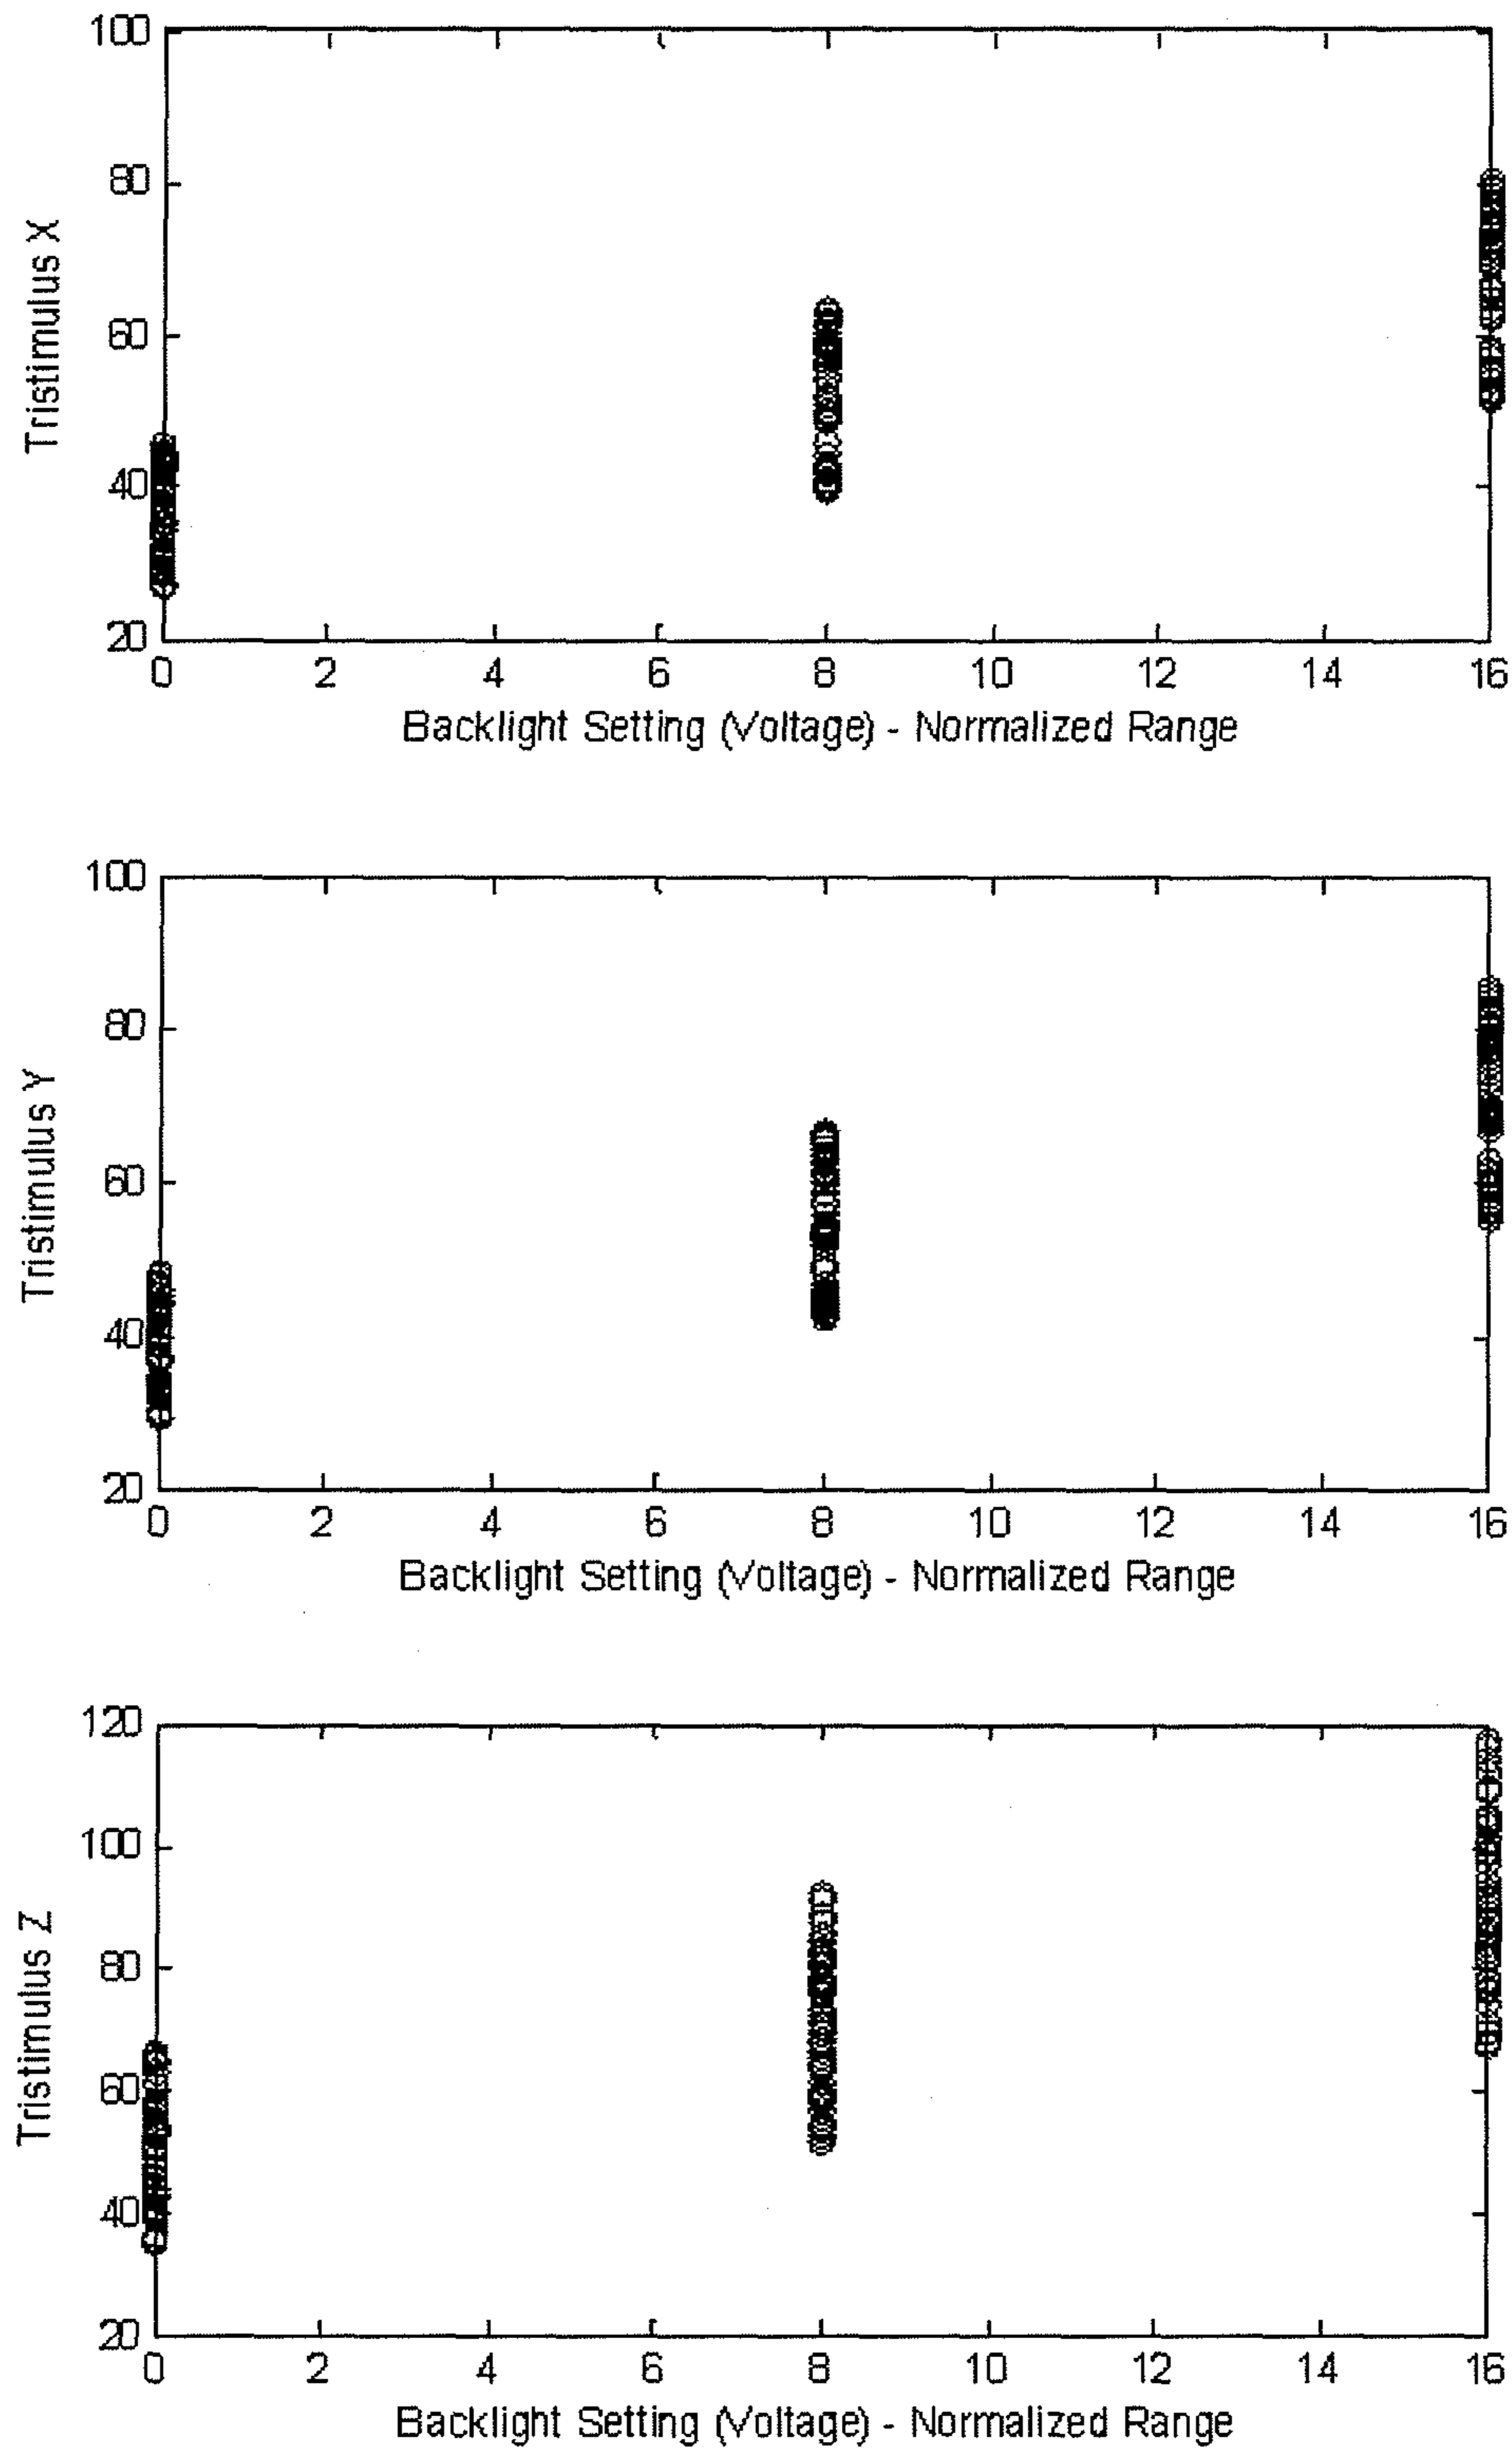 100
80
60
40
20
Tristimulus X
0 2 4 6 8 10 12 14 16
Backlight Setting (Voltage) - Normalized Range
100
80
60
40
20
Tristimulus Y
0 2 4 6 8 10 12 14 16
Backlight Setting (Voltage) - Normalized Range
120
100
80
60
40
20
Tristimulus Z
0 2 4 6 8 10 12 14 16
Backlight Setting (Voltage) - Normalized Range